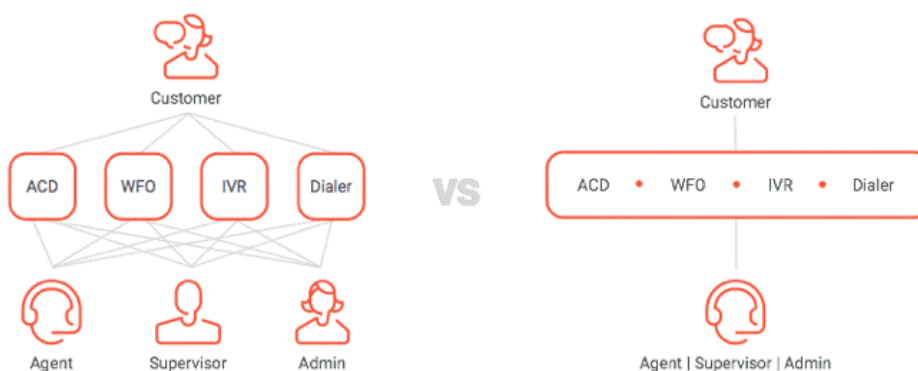 Customer
ACD
WFO
IVR
Dialer
Agent
Supervisor
Admin
VS
Customer
ACD • WFO • IVR • Dialer
Agent | Supervisor | Admin